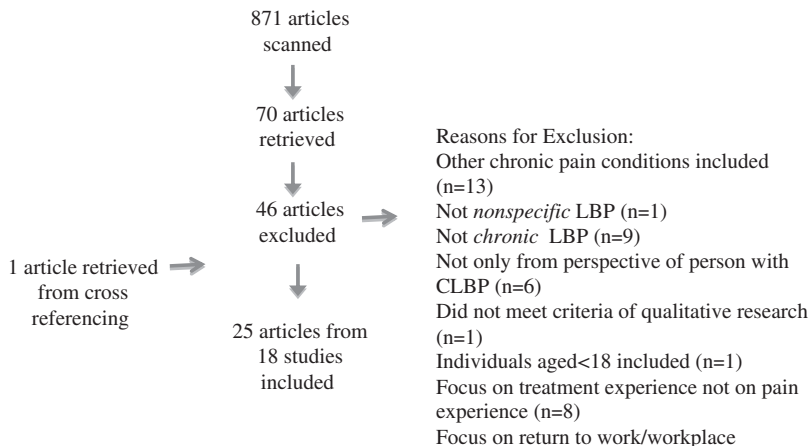 871 articles
scanned
70 articles
retrieved
46 articles
excluded
1 article retrieved
from cross
referencing
25 articles from
18 studies
included
Reasons for Exclusion:
Other chronic pain conditions included
(n=13)
Not nonspecific LBP (n=1)
Not chronic LBP (n=9)
Not only from perspective of person with
CLBP (n=6)
Did not meet criteria of qualitative research
(n=1)
Individuals aged<18 included (n=1)
Focus on treatment experience not on pain
experience (n=8)
Focus on return to work/workplace